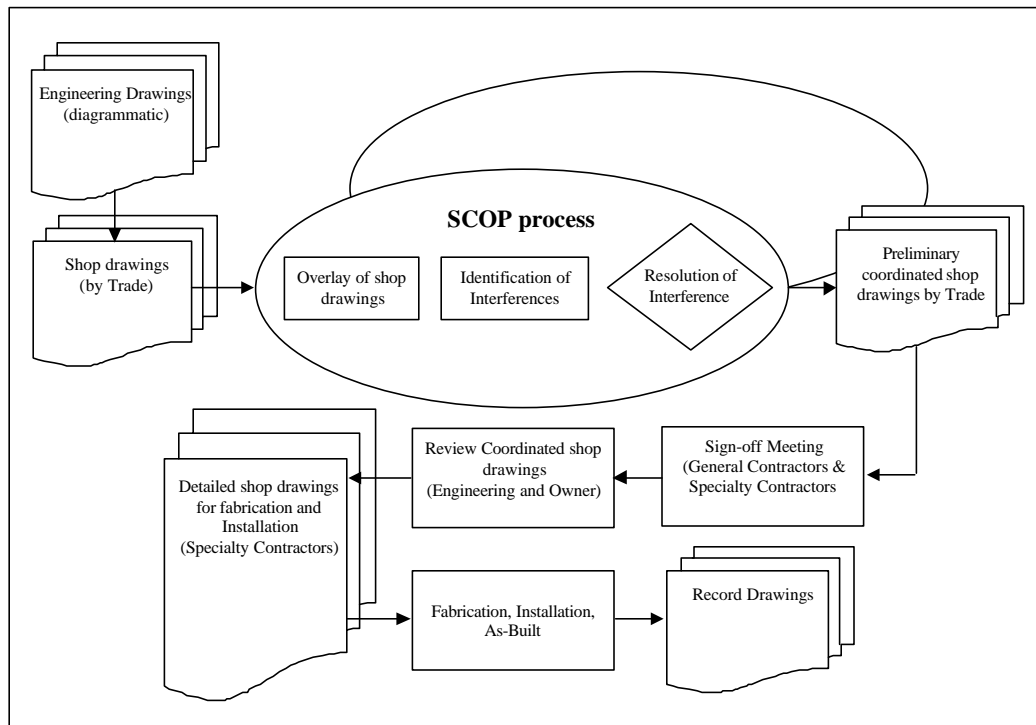 Engineering Drawings
(diagrammatic)
Shop drawings
(by Trade)
SCOP process
Overlay of shop
drawings
Identification of
Interferences
Resolution of
Interference
Preliminary
coordinated shop
drawings by Trade
Sign-off Meeting
(General Contractors &
Specialty Contractors
Review Coordinated shop
drawings
(Engineering and Owner)
Detailed shop drawings
for fabrication and
Installation
(Specialty Contractors)
Fabrication, Installation,
As-Built
Record Drawings